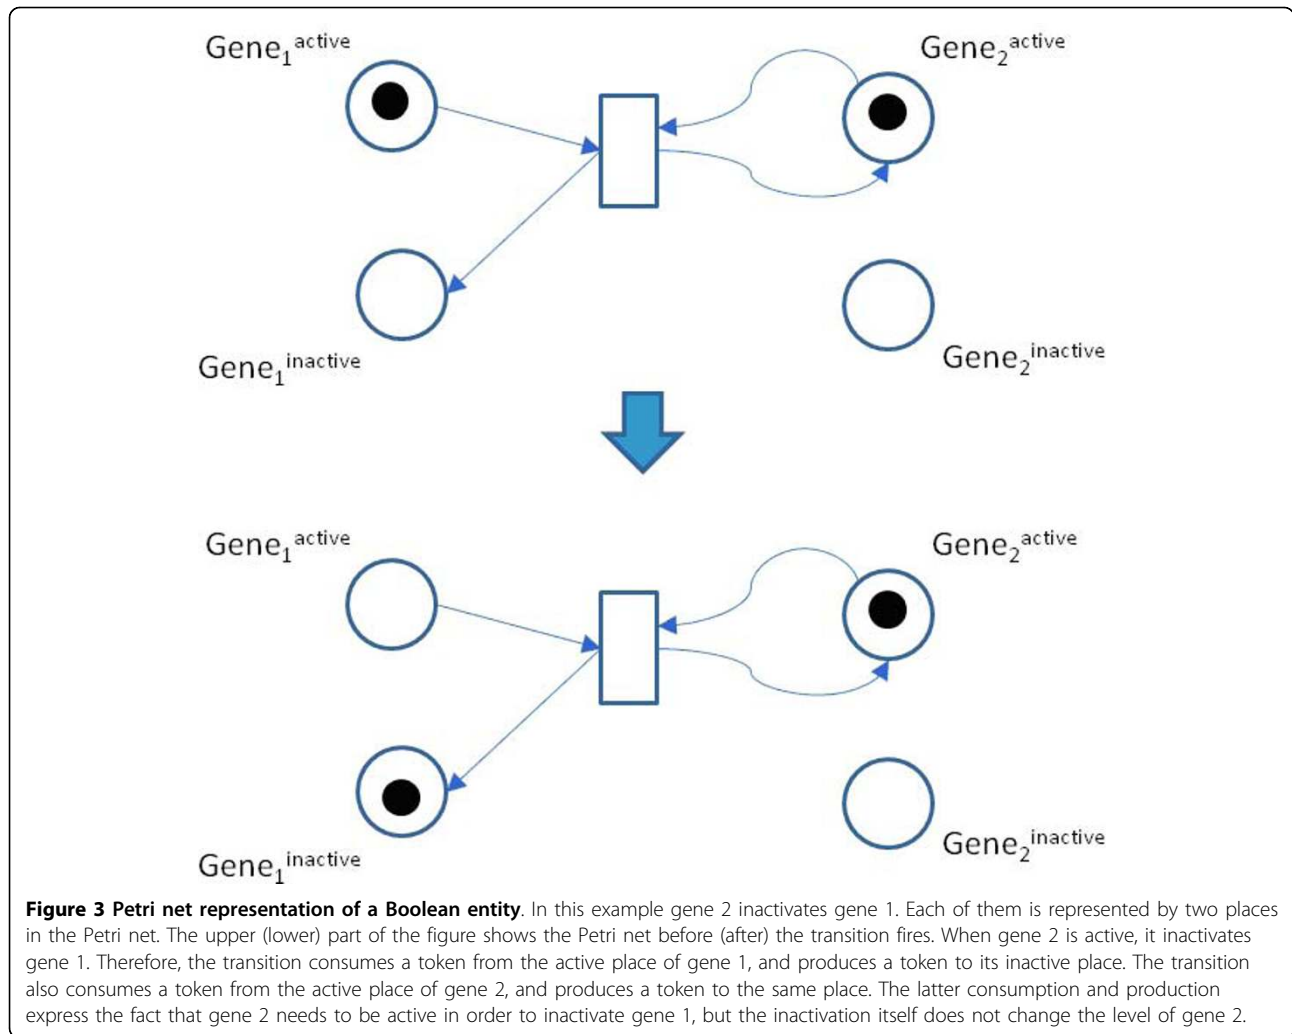 Gene₁ᵃᶜᵗⁱᵛᵉ
Gene₂ᵃᶜᵗⁱᵛᵉ
Gene₁ⁱⁿᵃᶜᵗⁱᵛᵉ
Gene₂ⁱⁿᵃᶜᵗⁱᵛᵉ
Gene₁ᵃᶜᵗⁱᵛᵉ
Gene₂ᵃᶜᵗⁱᵛᵉ
Gene₁ⁱⁿᵃᶜᵗⁱᵛᵉ
Gene₂ⁱⁿᵃᶜᵗⁱᵛᵉ
Figure 3 Petri net representation of a Boolean entity. In this example gene 2 inactivates gene 1. Each of them is represented by two places
in the Petri net. The upper (lower) part of the figure shows the Petri net before (after) the transition fires. When gene 2 is active, it inactivates
gene 1. Therefore, the transition consumes a token from the active place of gene 1, and produces a token to its inactive place. The transition
also consumes a token from the active place of gene 2, and produces a token to the same place. The latter consumption and production
express the fact that gene 2 needs to be active in order to inactivate gene 1, but the inactivation itself does not change the level of gene 2.